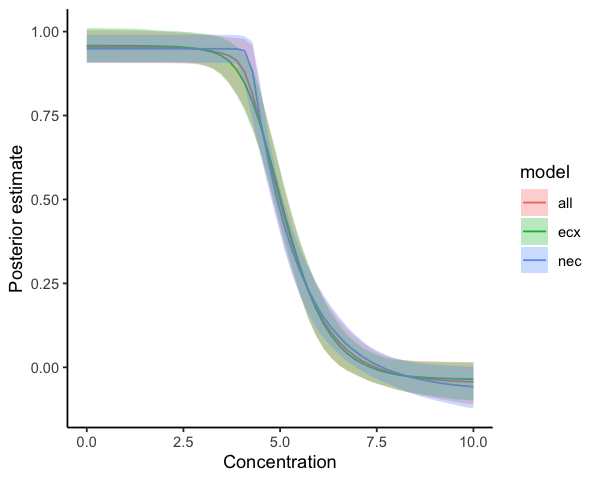 1.00
0.75
0.50
0.25
0.00
Posterior estimate
0.0 2.5 5.0 7.5 10.0
Concentration
model
all
ecx
nec